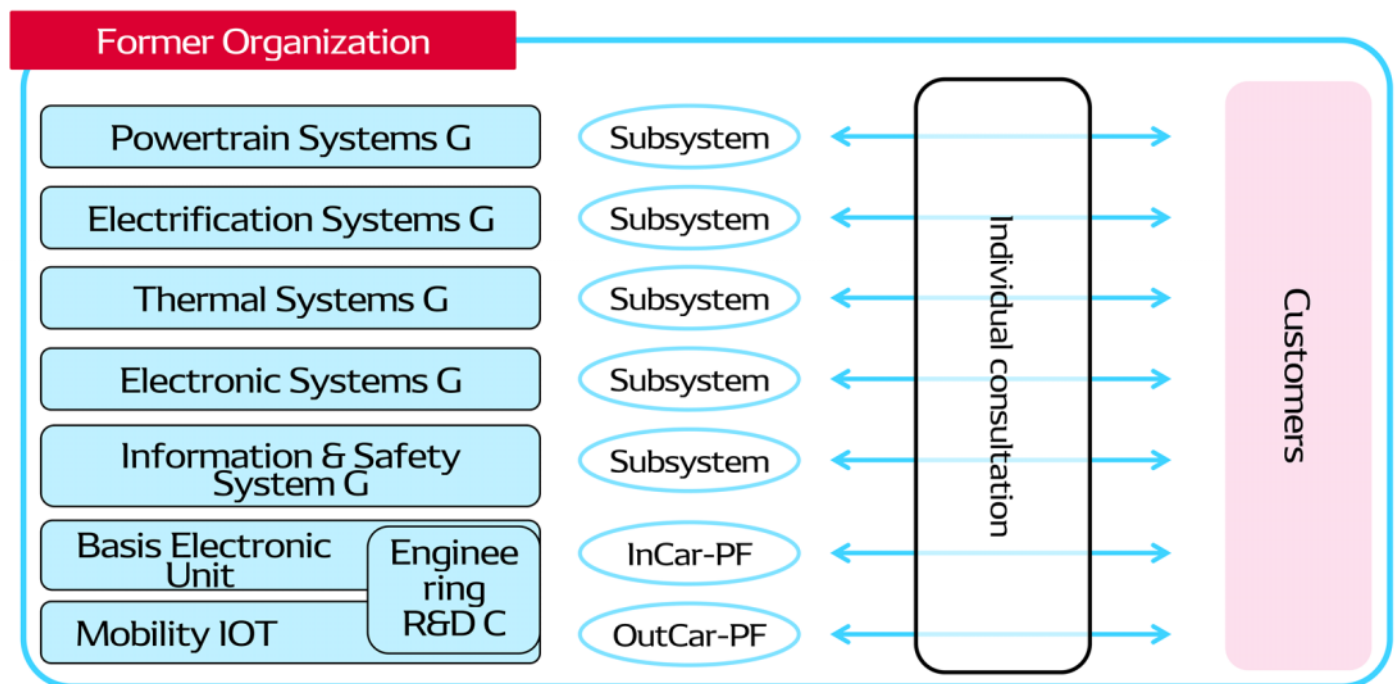 Former Organization
Powertrain Systems G
Subsystem
Electrification Systems G
Subsystem
Thermal Systems G
Subsystem
Electronic Systems G
Subsystem
Information & Safety
System G
Subsystem
Basis Electronic
Unit
Enginee
ring
R&D C
InCar-PF
Mobility IOT
OutCar-PF
Individual consultation
Customers